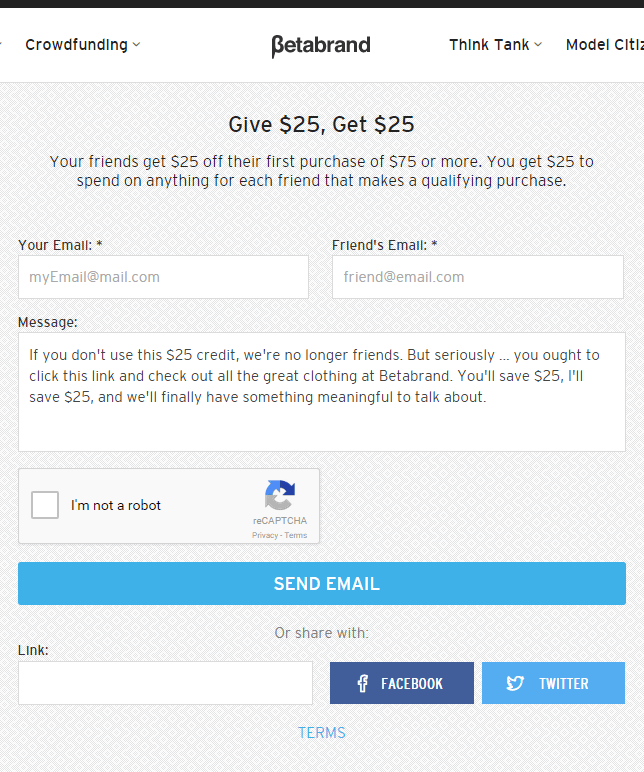 Crowdfunding
βetabrand
Think Tank
Model Citiz
Give $25, Get $25
Your friends get $25 off their first purchase of $75 or more. You get $25 to
spend on anything for each friend that makes a qualifying purchase.
Your Email: *
Friend's Email: *
myEmail@mail.com
friend@email.com
Message:
If you don't use this $25 credit, we're no longer friends. But seriously ... you ought to
click this link and check out all the great clothing at Betabrand. You'll save $25, I'll
save $25, and we'll finally have something meaningful to talk about.
I'm not a robot
reCAPTCHA
Privacy - Terms
SEND EMAIL
Or share with:
Link:
FACEBOOK
TWITTER
TERMS